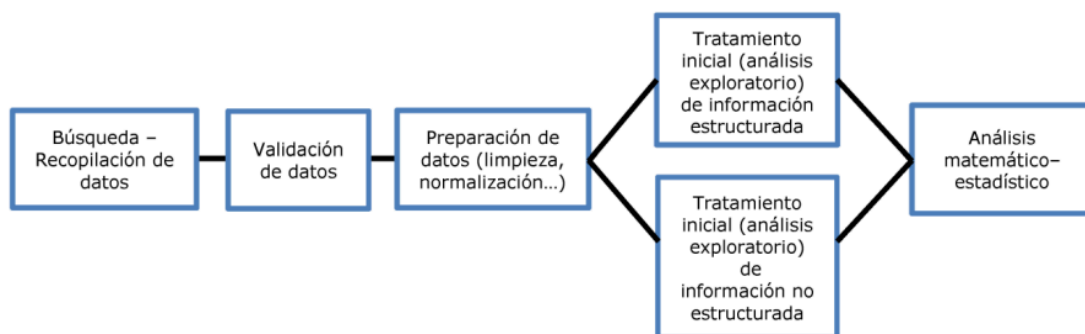 Búsqueda –
Recopilación de
datos
Validación
de datos
Preparación de
datos (limpieza,
normalización…)
Tratamiento
inicial (análisis
exploratorio)
de información
estructurada
Tratamiento
inicial (análisis
exploratorio)
de
información no
estructurada
Análisis
matemático–
estadístico